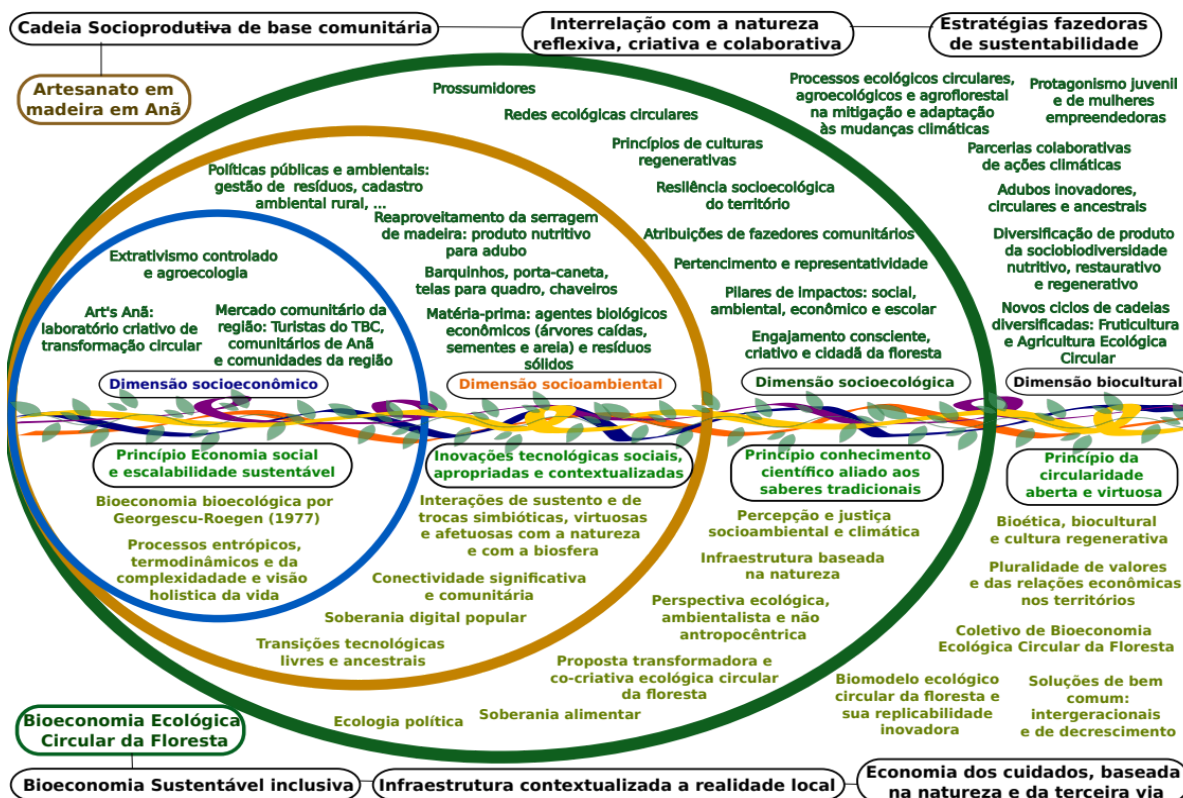 Cadeia Socioprodutiva de base comunitária
Interrelação com a natureza
reflexiva, criativa e colaborativa
Estratégias fazedoras
de sustentabilidade
Artesanato em
madeira em Anã
Prossumidores
Redes ecológicas circulares
Princípios de culturas
regenerativas
Resilência socioecológica
do território
Atribuições de fazedores comunitários
Pertencimento e representatividade
Pilares de impactos: social,
ambiental, econômico e escolar
Engajamento consciente,
criativo e cidadã da floresta
Processos ecológicos circulares,
agroecológicos e agroflorestal
na mitigação e adaptação
às mudanças climáticas
Protagonismo juvenil
e de mulheres
empreendedoras
Parcerias colaborativas
de ações climáticas
Adubos inovadores,
circulares e ancestrais
Diversificação de produto
da sociobiodiversidade
nutritivo, restaurativo
e regenerativo
Novos ciclos de cadeias
diversificadas: Fruticultura
e Agricultura Ecológica
Circular
Políticas públicas e ambientais:
gestão de resíduos, cadastro
ambiental rural, ...
Reaproveitamento da serragem
de madeira: produto nutritivo
para adubo
Barquinhos, porta-caneta,
telas para quadro, chaveiros
Matéria-prima: agentes biológicos
econômicos (árvores caídas,
sementes e areia) e resíduos
sólidos
Extrativismo controlado
e agroecologia
Art's Anã:
laboratório criativo de
transformação circular
Mercado comunitário da
região: Turistas do TBC,
comunitários de Anã
e comunidades da região
Dimensão socioeconômico
Dimensão socioambiental
Dimensão socioecológica
Dimensão biocultural
Princípio Economia social
e escalabilidade sustentável
Inovações tecnológicas sociais,
apropriadas e contextualizadas
Princípio conhecimento
científico aliado aos
saberes tradicionais
Princípio da
circularidade
aberta e virtuosa
Bioeconomia bioecológica por
Georgescu-Roegen (1977)
Processos entrópicos,
termodinâmicos e da
complexidadade e visão
holistica da vida
Interações de sustento e de
trocas simbióticas, virtuosas
e afetuosas com a natureza
e com a biosfera
Conectividade significativa
e comunitária
Soberania digital popular
Transições tecnológicas
livres e ancestrais
Percepção e justiça
socioambiental e climática
Infraestrutura baseada
na natureza
Perspectiva ecológica,
ambientalista e não
antropocêntrica
Proposta transformadora e
co-criativa ecológica circular
da floresta
Soberania alimentar
Ecologia política
Bioética, biocultural
e cultura regenerativa
Pluralidade de valores
e das relações econômicas
nos territórios
Coletivo de Bioeconomia
Ecológica Circular da Floresta
Biomodelo ecológico
circular da floresta e
sua replicabilidade
inovadora
Soluções de bem
comum:
intergeracionais
e de decrescimento
Bioeconomia Ecológica
Circular da Floresta
Bioeconomia Sustentável inclusiva
Infraestrutura contextualizada a realidade local
Economia dos cuidados, baseada
na natureza e da terceira via